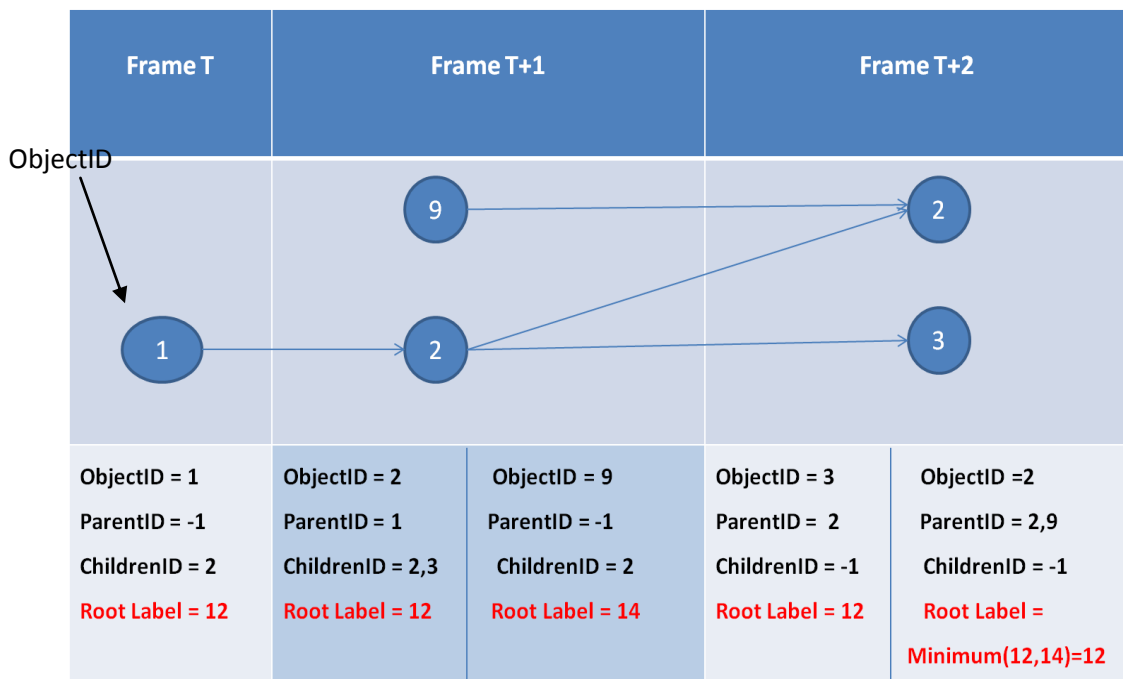 Frame T
Frame T+1
Frame T+2
ObjectID
9
2
1
2
3
ObjectID = 1
ParentID = -1
ChildrenID = 2
Root Label = 12
ObjectID = 2
ParentID = 1
ChildrenID = 2,3
Root Label = 12
ObjectID = 9
ParentID = -1
ChildrenID = 2
Root Label = 14
ObjectID = 3
ParentID = 2
ChildrenID = -1
Root Label = 12
ObjectID =2
ParentID = 2,9
ChildrenID = -1
Root Label =
Minimum(12,14)=12